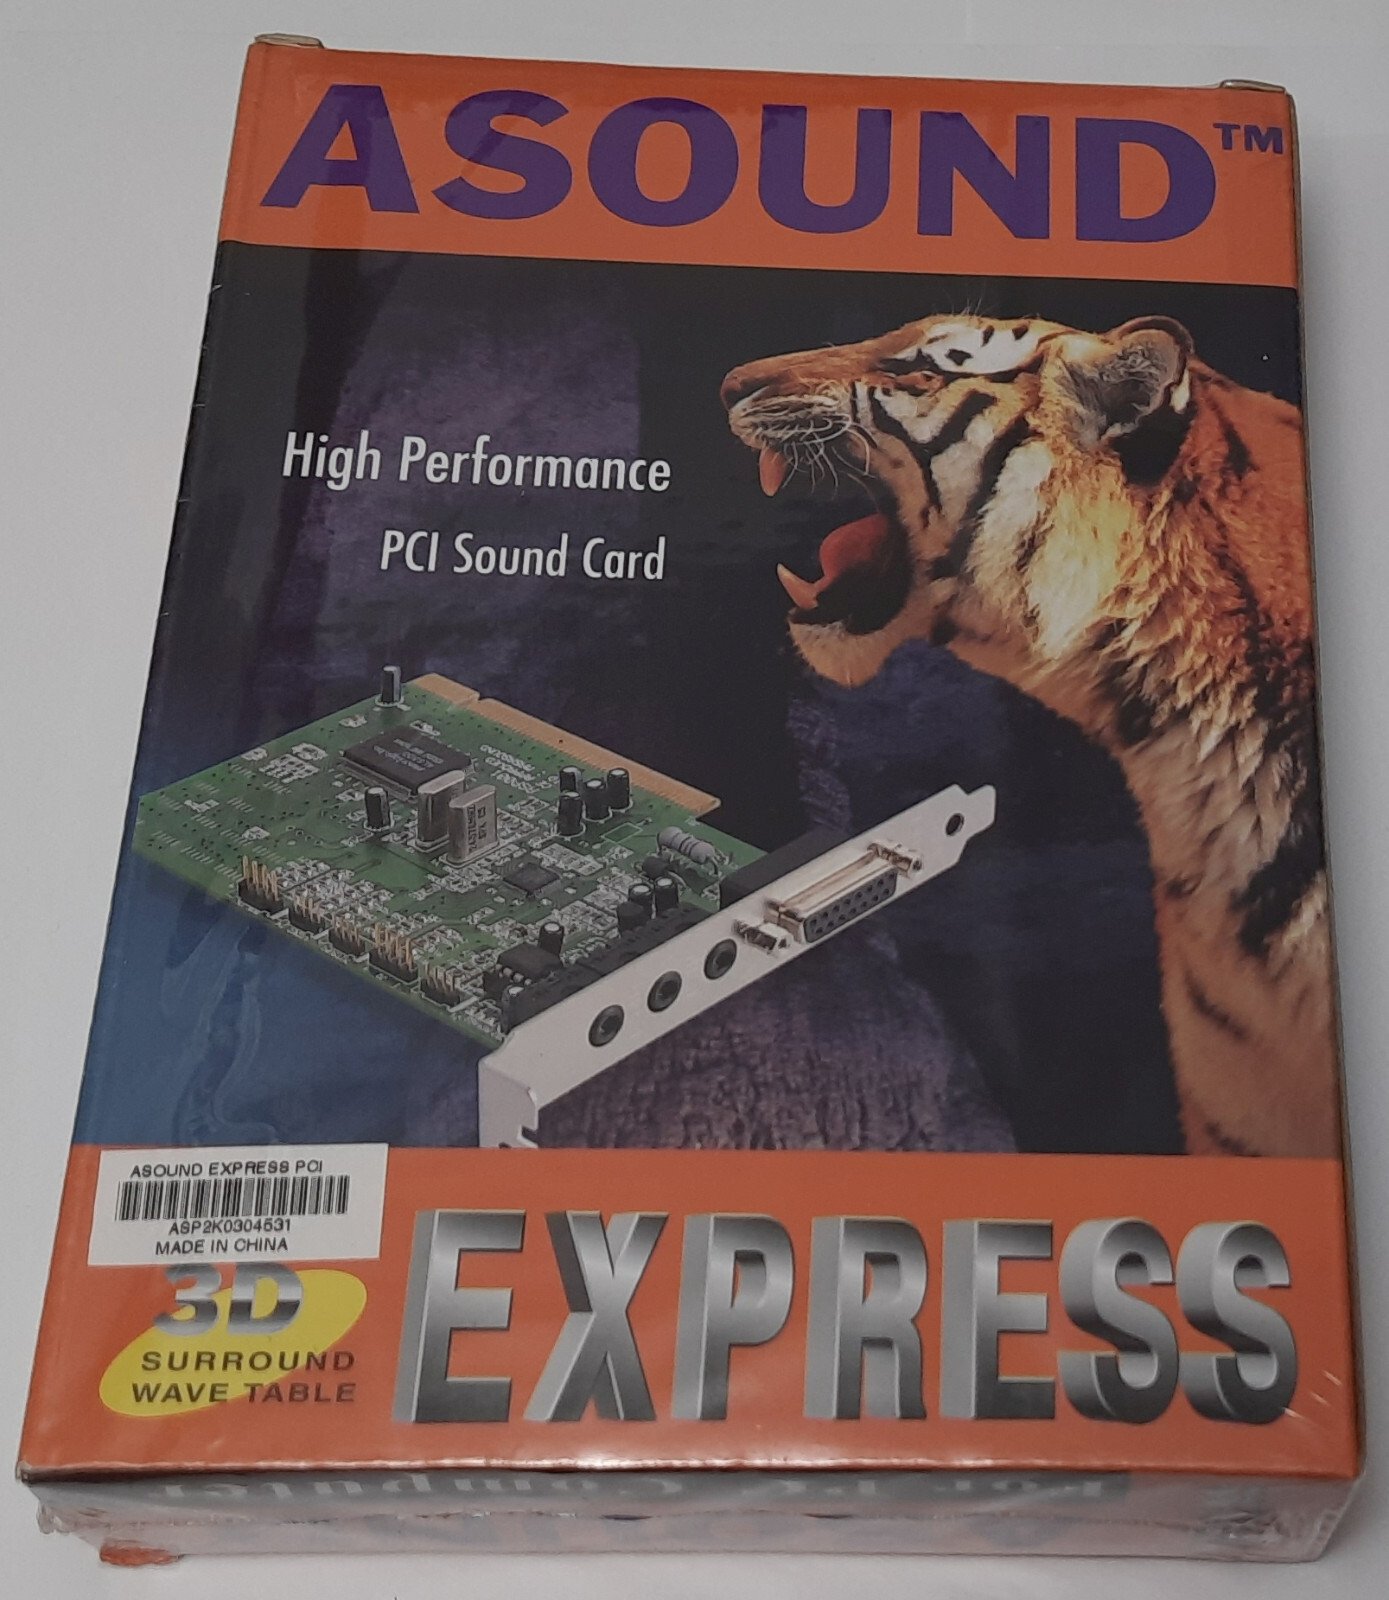 ASOUND™
High Performance
PCI Sound Card
ASOUND EXPRESS PCI
ASP2K0304531
MADE IN CHINA
3D
SURROUND
WAVE TABLE
EXPRESS